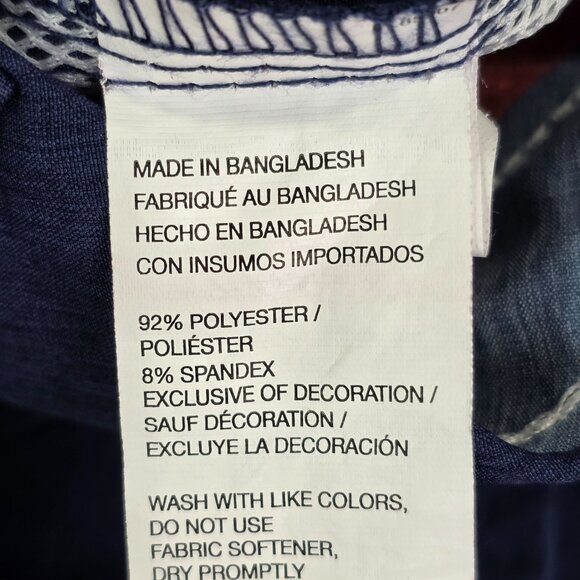 MADE IN BANGLADESH
FABRIQUÉ AU BANGLADESH
HECHO EN BANGLADESH
CON INSUMOS IMPORTADOS
92% POLYESTER /
POLIÉSTER
8% SPANDEX
EXCLUSIVE OF DECORATION /
SAUF DÉCORATION /
EXCLUYE LA DECORACIÓN
WASH WITH LIKE COLORS,
DO NOT USE
FABRIC SOFTENER,
DRY PROMPTLY